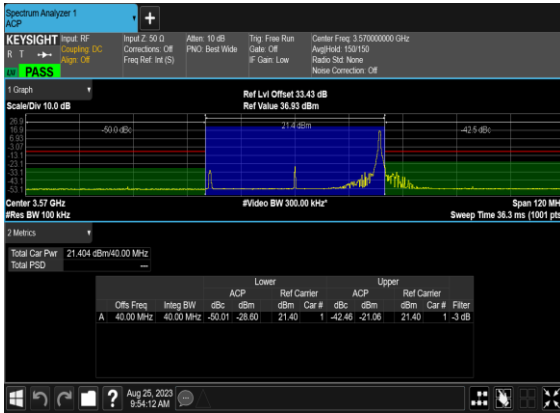 Spectrum Analyzer 1
ACP
+
KEYSIGHT Input: RF Input Z: 50 Ω Atten: 10 dB Trig: Free Run Center Freq: 3.570000000 GHz
R T Coupling: DC Corrections: Off PNO: Best Wide Gate: Off Avg|Hold: 150/150
Align: Off Freq Ref: Int (S) IF Gain: Low Radio Std: None
LXI PASS Noise Correction: Off
1 Graph
Ref Lvl Offset 33.43 dB
Scale/Div 10.0 dB Ref Value 36.93 dBm
26.9
16.9 -50.0 dBc 21.4 dBm -42.5 dBc
6.93
-3.07
-13.1
-23.1
-33.1
-43.1
-53.1
Center 3.57 GHz #Video BW 300.00 kHz* Span 120 MH
#Res BW 100 kHz Sweep Time 36.3 ms (1001 pts
2 Metrics
Total Car Pwr 21.404 dBm/40.00 MHz
Total PSD ---
Lower Upper
ACP Ref Carrier ACP Ref Carrier
Offs Freq Integ BW dBc dBm dBm Car # dBc dBm dBm Car # Filter
A 40.00 MHz 40.00 MHz -50.01 -28.60 21.40 1 -42.46 -21.06 21.40 1 -3 dB
? Aug 25, 2023
9:54:12 AM